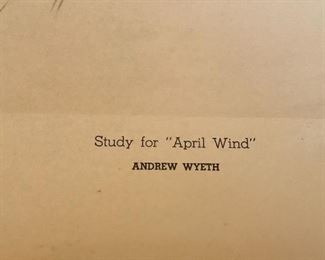 Study for "April Wind"
ANDREW WYETH